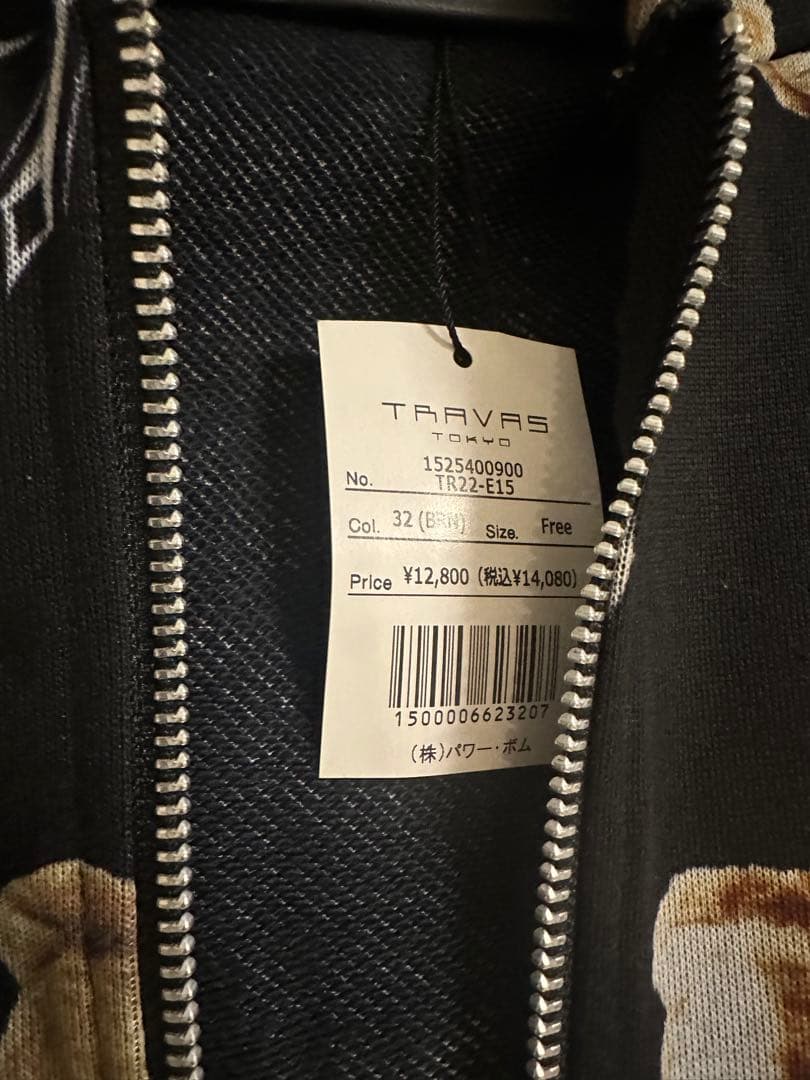 TRAVAS
TOKYO
1525400900
No. TR22-E15
Col. 32 (BRN) Size. Free
Price ¥12,800 (税込¥14,080)
1500006623207
(株)パワー・ボム